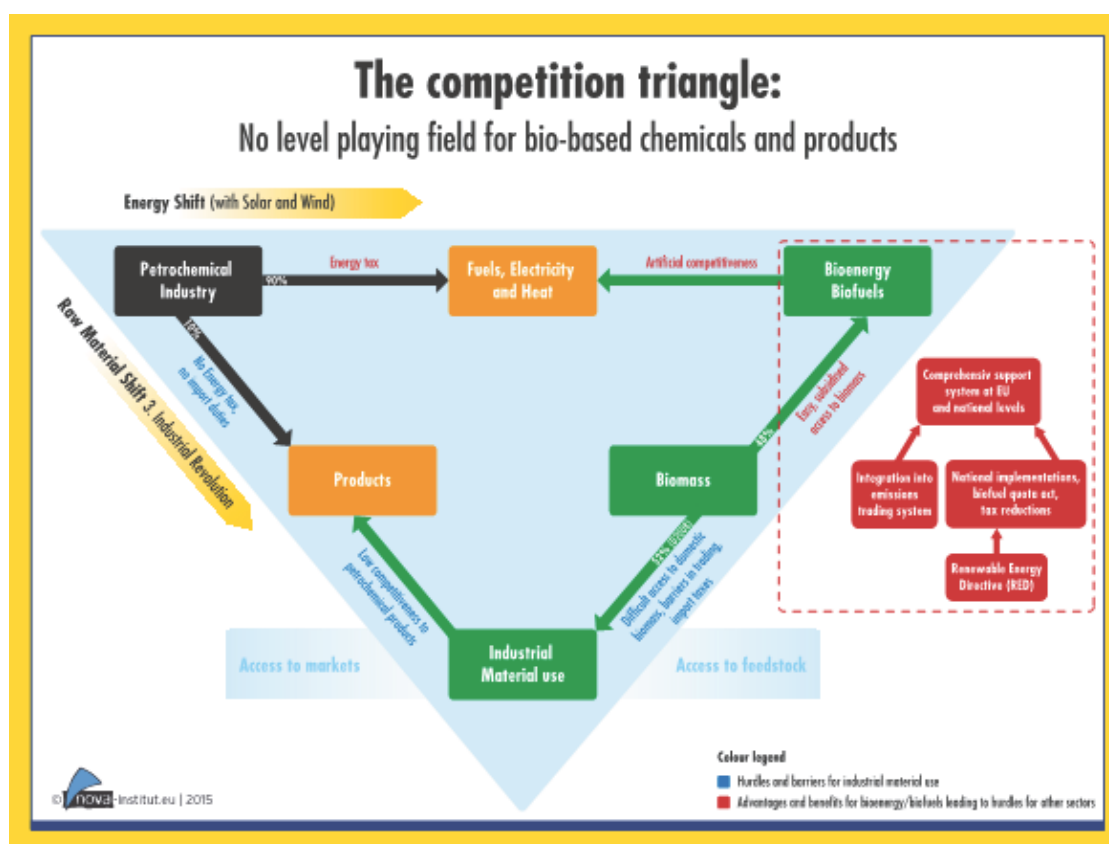 The competition triangle:
No level playing field for bio-based chemicals and products
Energy Shift (with Solar and Wind)
Petrochemical
Industry
90%
Energy tax
Fuels, Electricity
and Heat
Artificial competitiveness
Bioenergy
Biofuels
Raw Material Shift 3. Industrial Revolution
10%
No Energy tax,
no import duties
Easy, subsidised
access to biomass
48%
Comprehensiv support
system at EU
and national levels
Products
Biomass
Integration into
emissions
trading system
National implementations,
biofuel quota act,
tax reductions
Low competitiveness to
petrochemical products
52%
Difficult access to domestic
biomass, barriers in trading,
import taxes
Renewable Energy
Directive (RED)
Access to markets
Industrial
Material use
Access to feedstock
Colour legend
Hurdles and barriers for industrial material use
Advantages and benefits for bioenergy/biofuels leading to hurdles for other sectors
© nova-Institut.eu | 2015